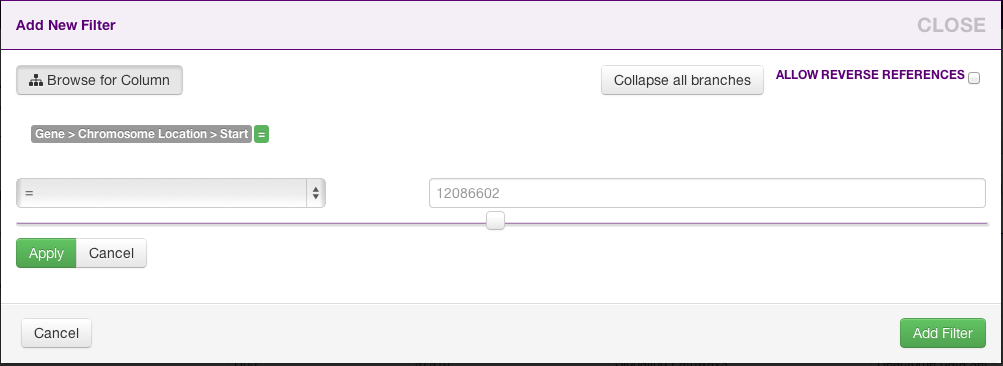 Add New Filter CLOSE
Browse for Column Collapse all branches ALLOW REVERSE REFERENCES
Gene > Chromosome Location > Start =
= 12086602
Apply Cancel
Cancel Add Filter